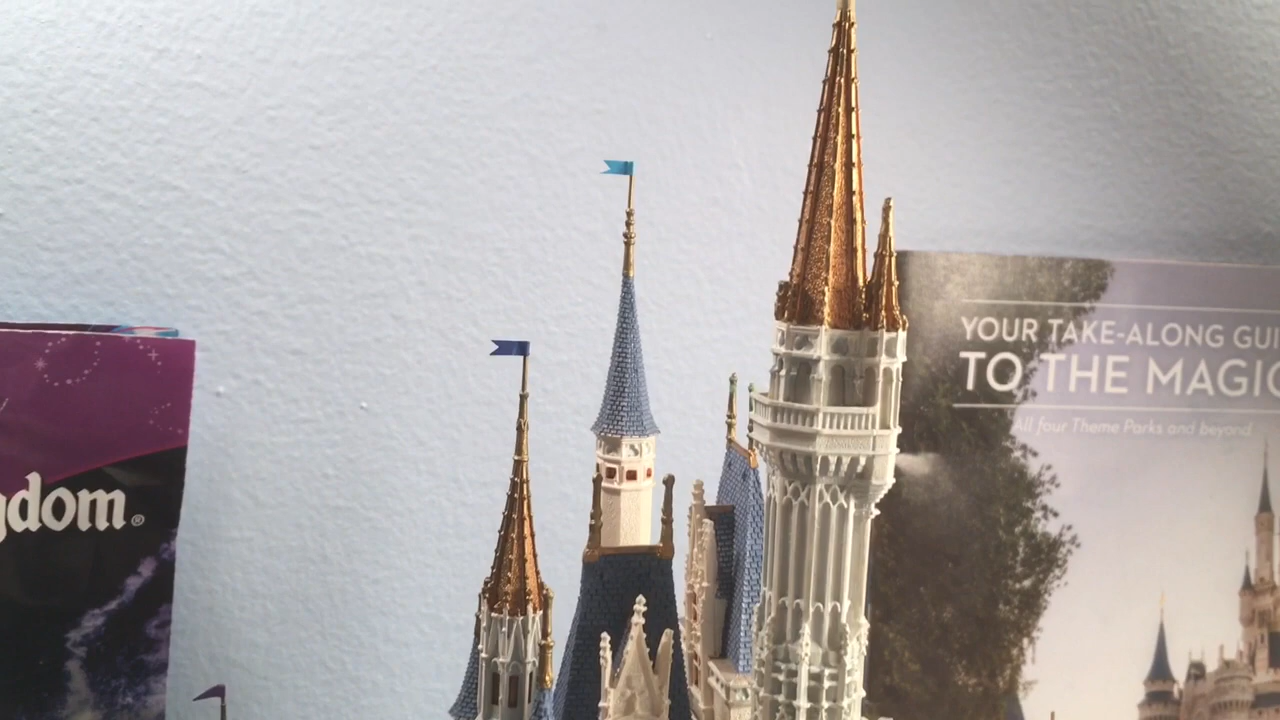 gdom®
YOUR TAKE-ALONG GUI
TO THE MAGIC
All four Theme Parks and beyond